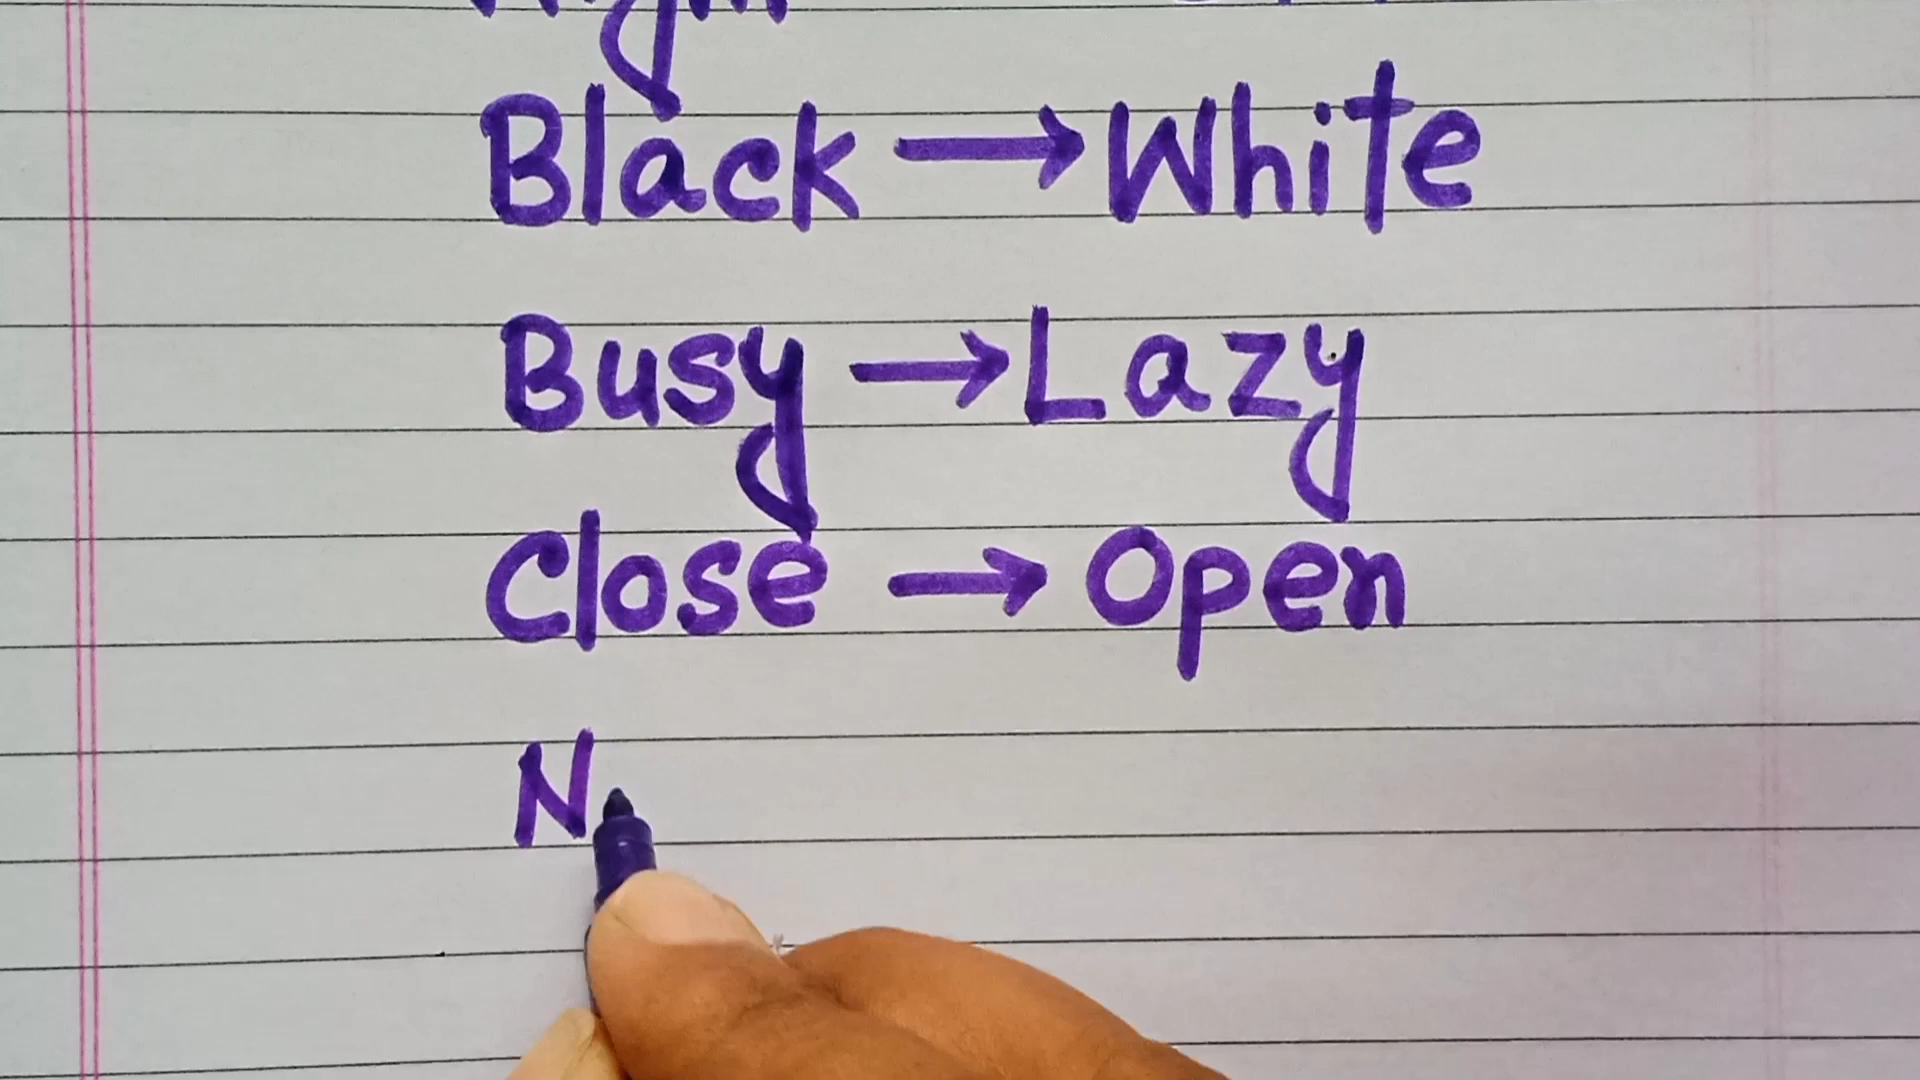 Black → White
Busy → Lazy
Close → Open
N